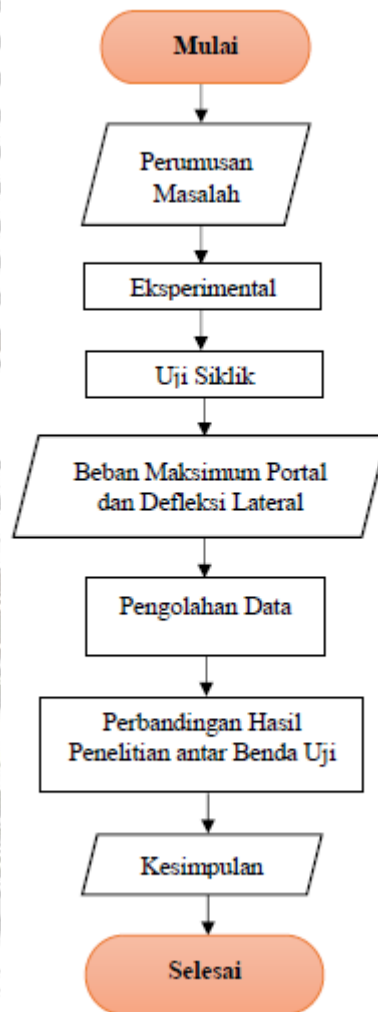 Mulai
Perumusan
Masalah
Eksperimental
Uji Siklik
Beban Maksimum Portal
dan Defleksi Lateral
Pengolahan Data
Perbandingan Hasil
Penelitian antar Benda Uji
Kesimpulan
Selesai